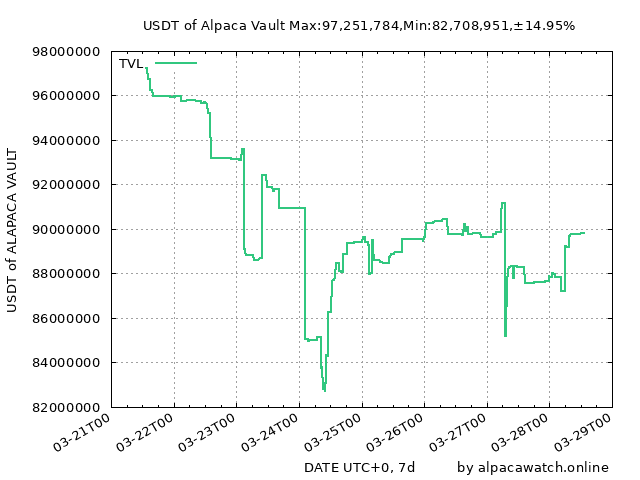 USDT of Alpaca Vault Max:97,251,784,Min:82,708,951,±14.95%
TVL
98000000
96000000
94000000
92000000
90000000
88000000
86000000
84000000
82000000
USDT of ALAPACA VAULT
03-21T00
03-22T00
03-23T00
03-24T00
03-25T00
03-26T00
03-27T00
03-28T00
03-29T00
DATE UTC+0, 7d
by alpacawatch.online